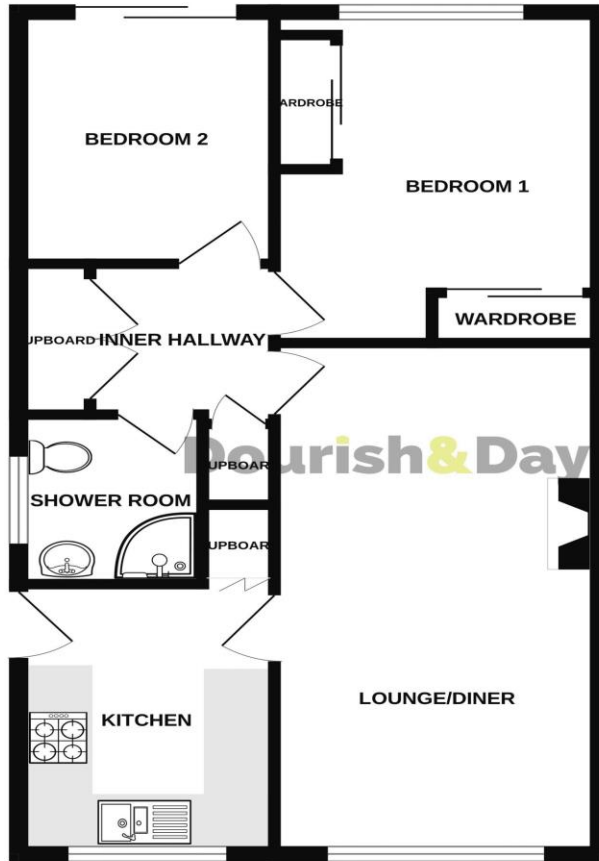 BEDROOM 2
ARDROBE
BEDROOM 1
WARDROBE
UPBOARD
INNER HALLWAY
Dourish&Day
UPBOAR
SHOWER ROOM
UPBOAR
LOUNGE/DINER
KITCHEN